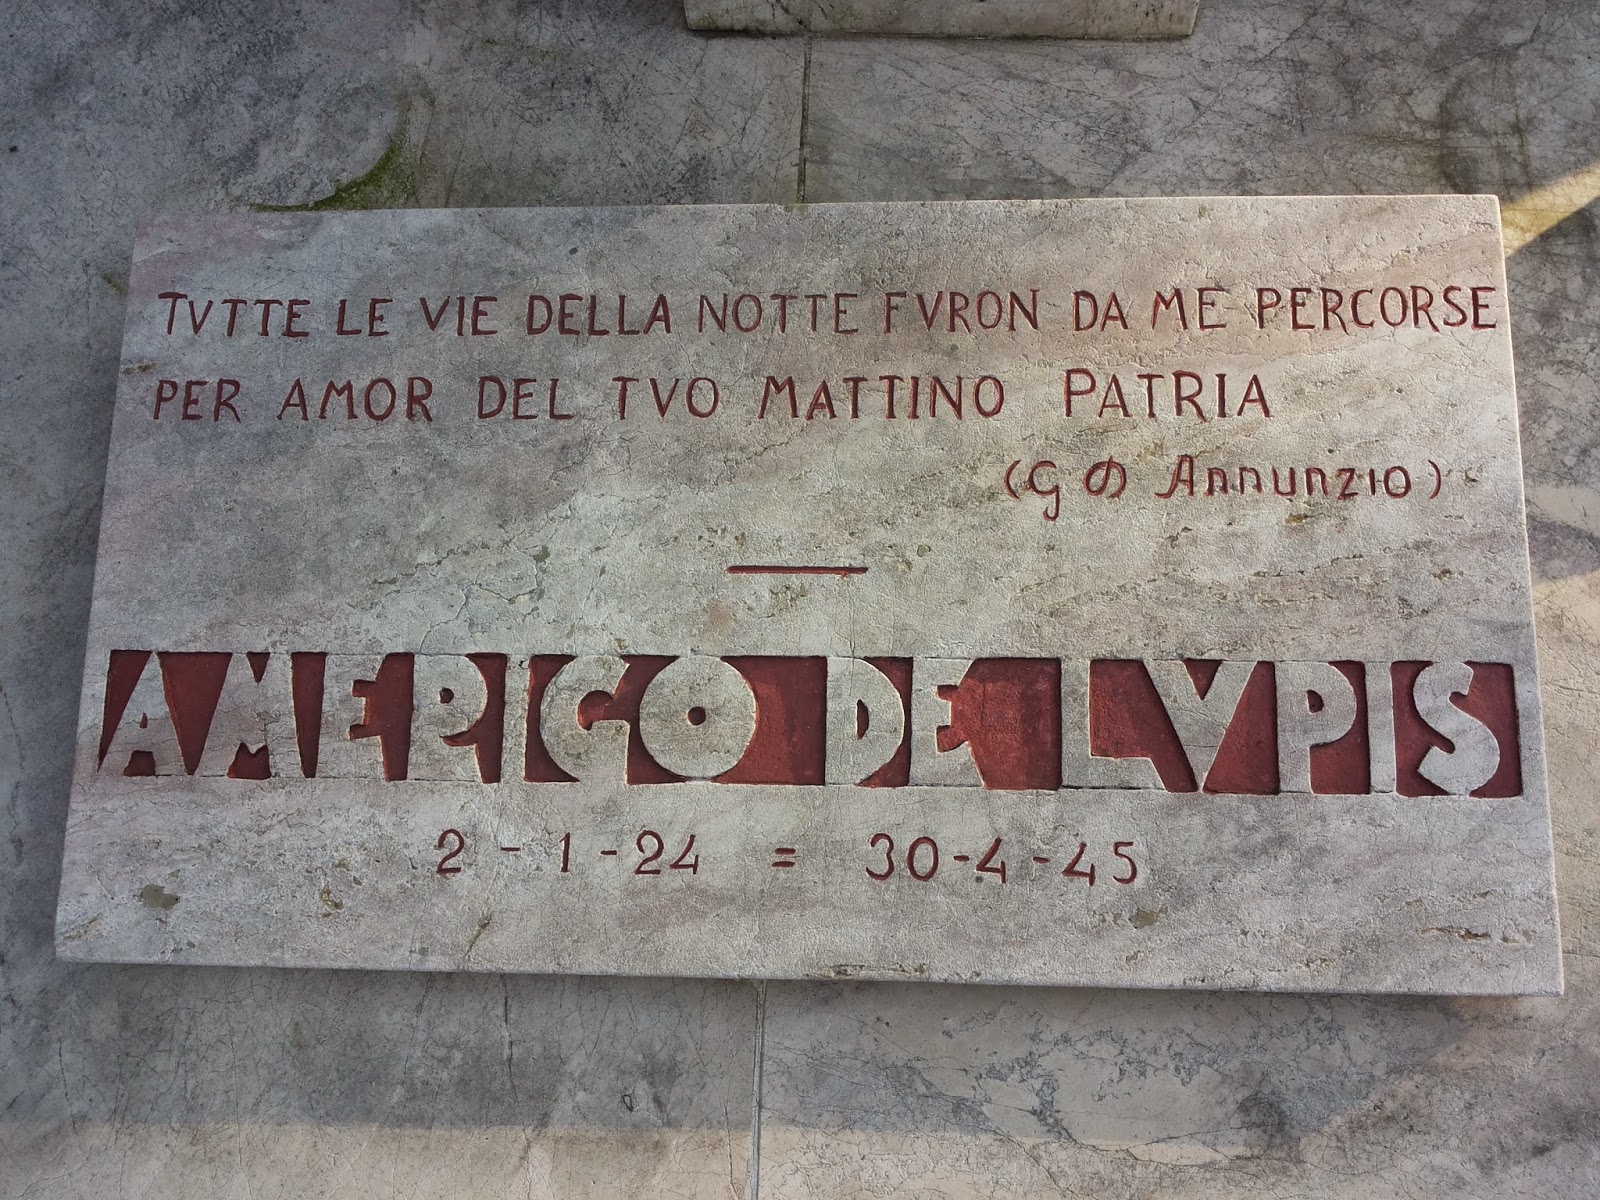 TVTTE LE VIE DELLA NOTTE FVRON DA ME PERCORSE
PER AMOR DEL TVO MATTINO PATRIA
(G D ANNUNZIO)
AMERIGO DE LVPIS
2-1-24 = 30-4-45